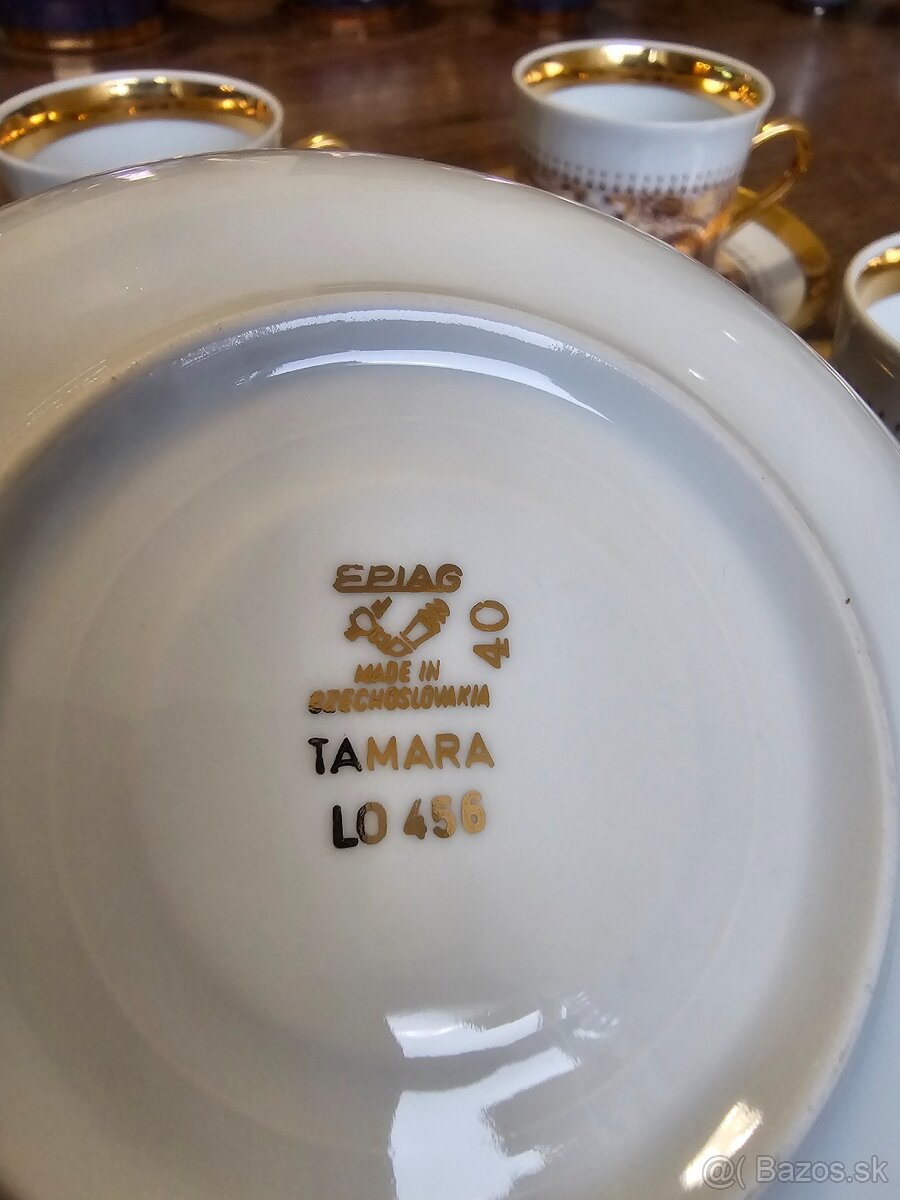 EPIAG
40
MADE IN
CZECHOSLOVAKIA
TAMARA
LO 456
@( Bazos.sk